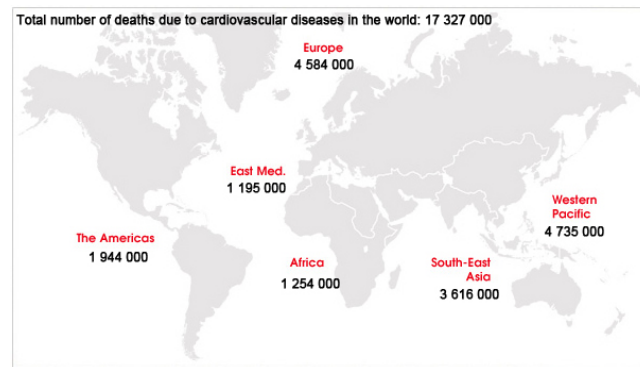 Total number of deaths due to cardiovascular diseases in the world: 17 327 000
Europe
4 584 000
East Med.
1 195 000
Western
Pacific
4 735 000
The Americas
1 944 000
Africa
1 254 000
South-East
Asia
3 616 000